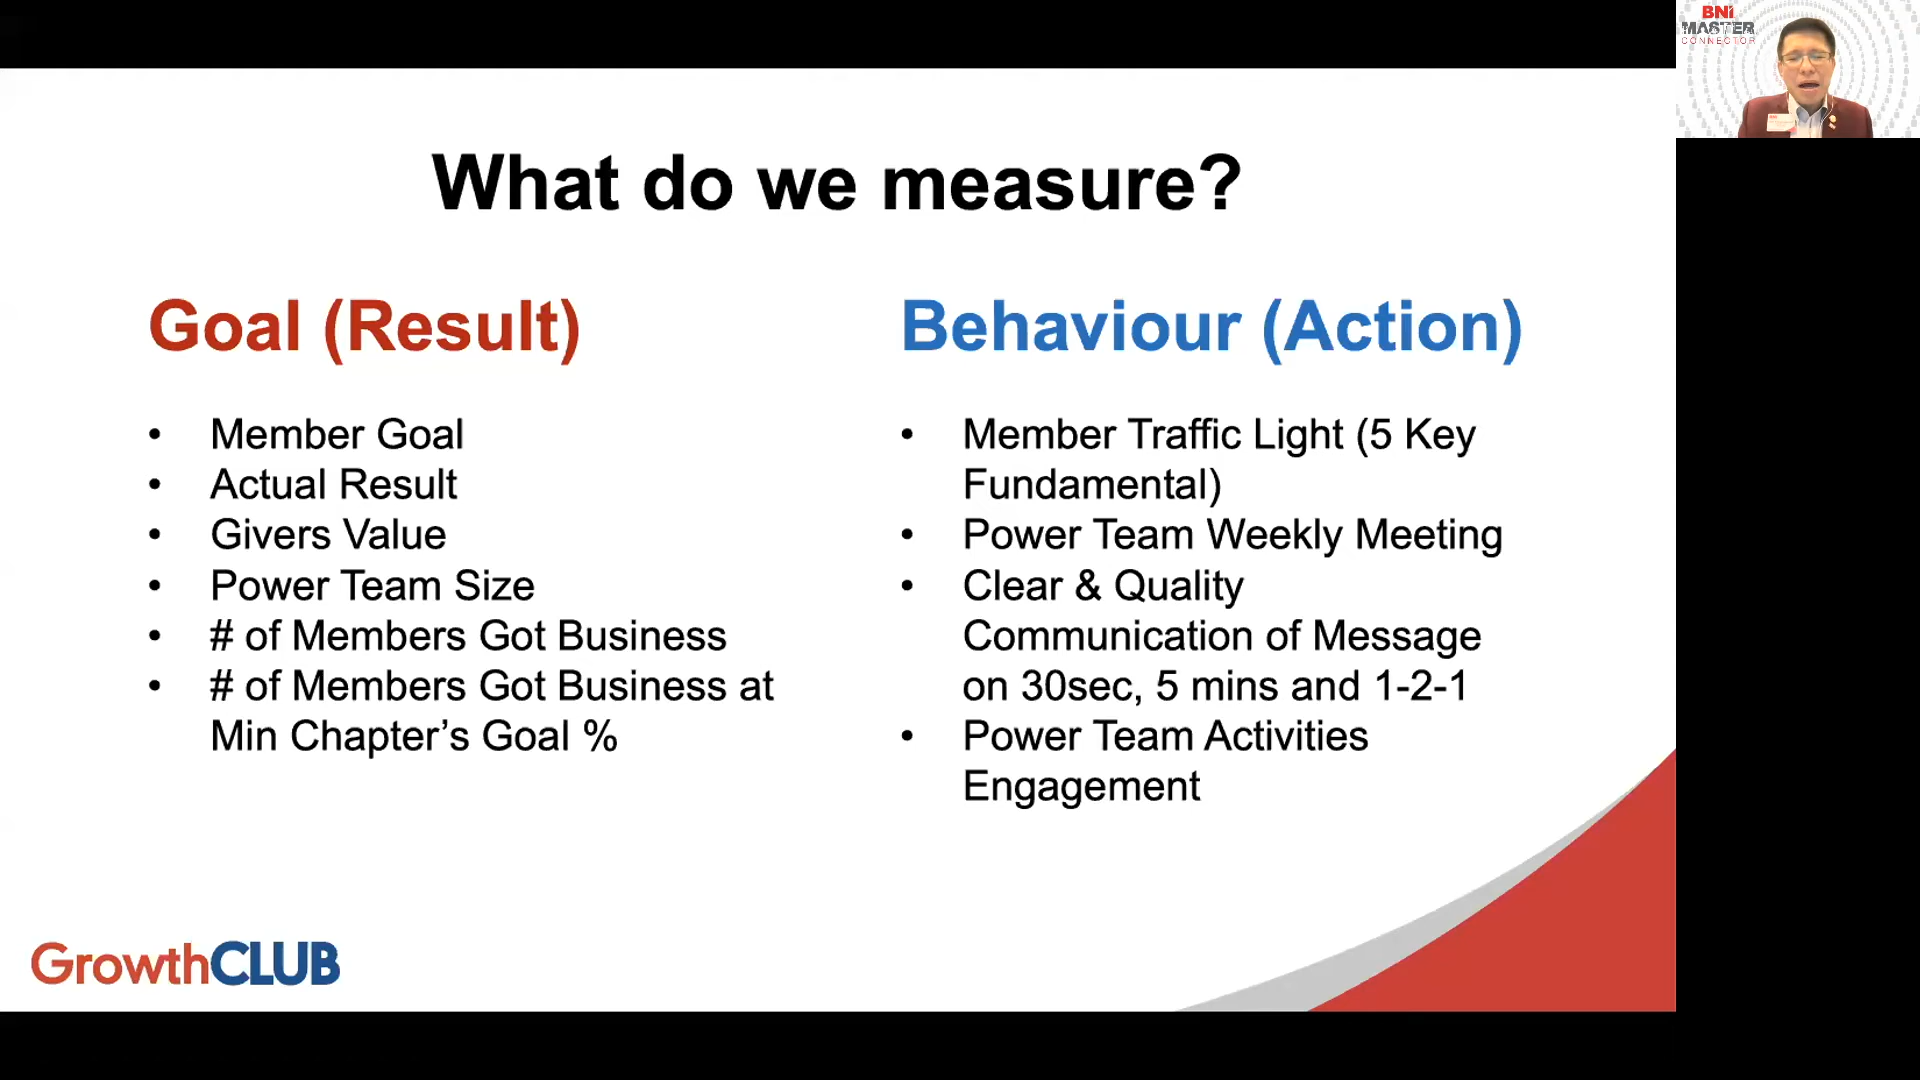 What do we measure?
Goal (Result)
• Member Goal
• Actual Result
• Givers Value
• Power Team Size
• # of Members Got Business
• # of Members Got Business at
Min Chapter’s Goal %
Behaviour (Action)
• Member Traffic Light (5 Key
Fundamental)
• Power Team Weekly Meeting
• Clear & Quality
Communication of Message
on 30sec, 5 mins and 1-2-1
• Power Team Activities
Engagement
GrowthCLUB
BNI
MASTER
CONNECTOR